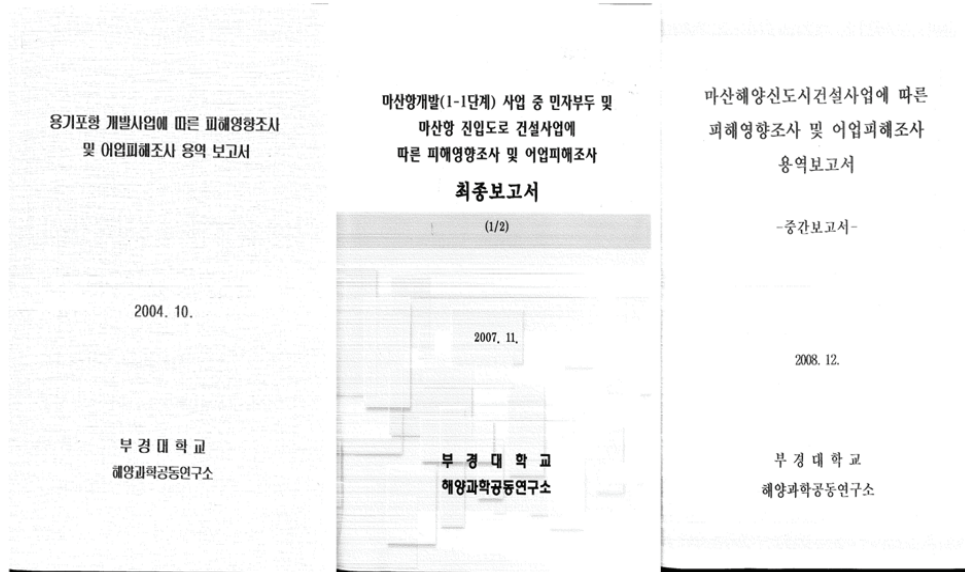 용기포항 개발사업에 따른 피해영향조사
및 어업피해조사 용역 보고서
2004. 10.
부 경 대 학 교
해양과학공동연구소
마산항개발(1-1단계) 사업 중 민자부두 및
마산항 진입도로 건설사업에
따른 피해영향조사 및 어업피해조사
최종보고서
(1/2)
2007. 11.
부 경 대 학 교
해양과학공동연구소
마산해양신도시건설사업에 따른
피해영향조사 및 어업피해조사
용역보고서
-중간보고서-
2008. 12.
부 경 대 학 교
해양과학공동연구소